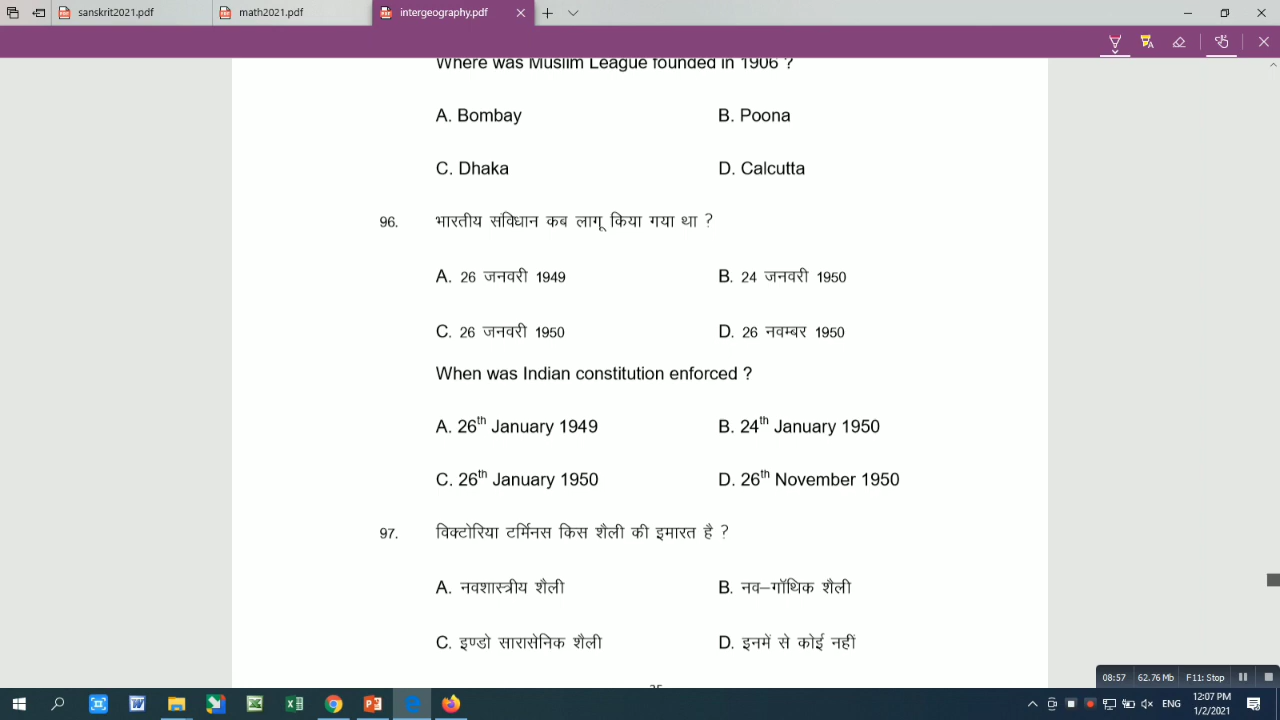 sanskrit2021.pdf math2021.pdf intergeography.pdf
Where was Muslim League founded in 1906 ?
A. Bombay B. Poona
C. Dhaka D. Calcutta
96. भारतीय संविधान कब लागू किया गया था ?
A. 26 जनवरी 1949 B. 24 जनवरी 1950
C. 26 जनवरी 1950 D. 26 नवम्बर 1950
When was Indian constitution enforced ?
A. 26th January 1949 B. 24th January 1950
C. 26th January 1950 D. 26th November 1950
97. विक्टोरिया टर्मिनस किस शैली की इमारत है ?
A. नवशास्त्रीय शैली B. नव–गॉथिक शैली
C. इण्डो सारासेनिक शैली D. इनमें से कोई नहीं
08:57 62.76 Mb F11: Stop
ENG 12:07 PM
1/2/2021